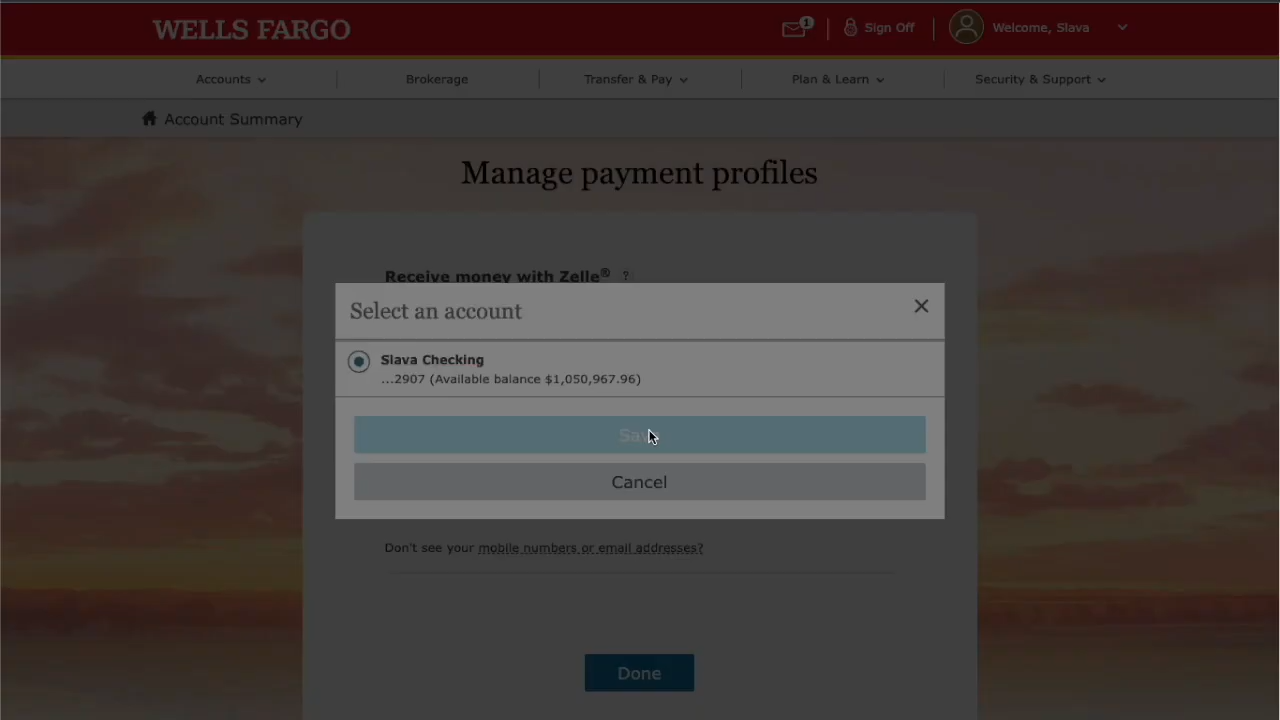 WELLS FARGO
1
Sign Off
Welcome, Slava
Accounts
Brokerage
Transfer & Pay
Plan & Learn
Security & Support
Account Summary
Manage payment profiles
Receive money with Zelle® ?
Select an account
Slava Checking
...2907 (Available balance $1,050,967.96)
Save
Cancel
Don't see your mobile numbers or email addresses?
Done